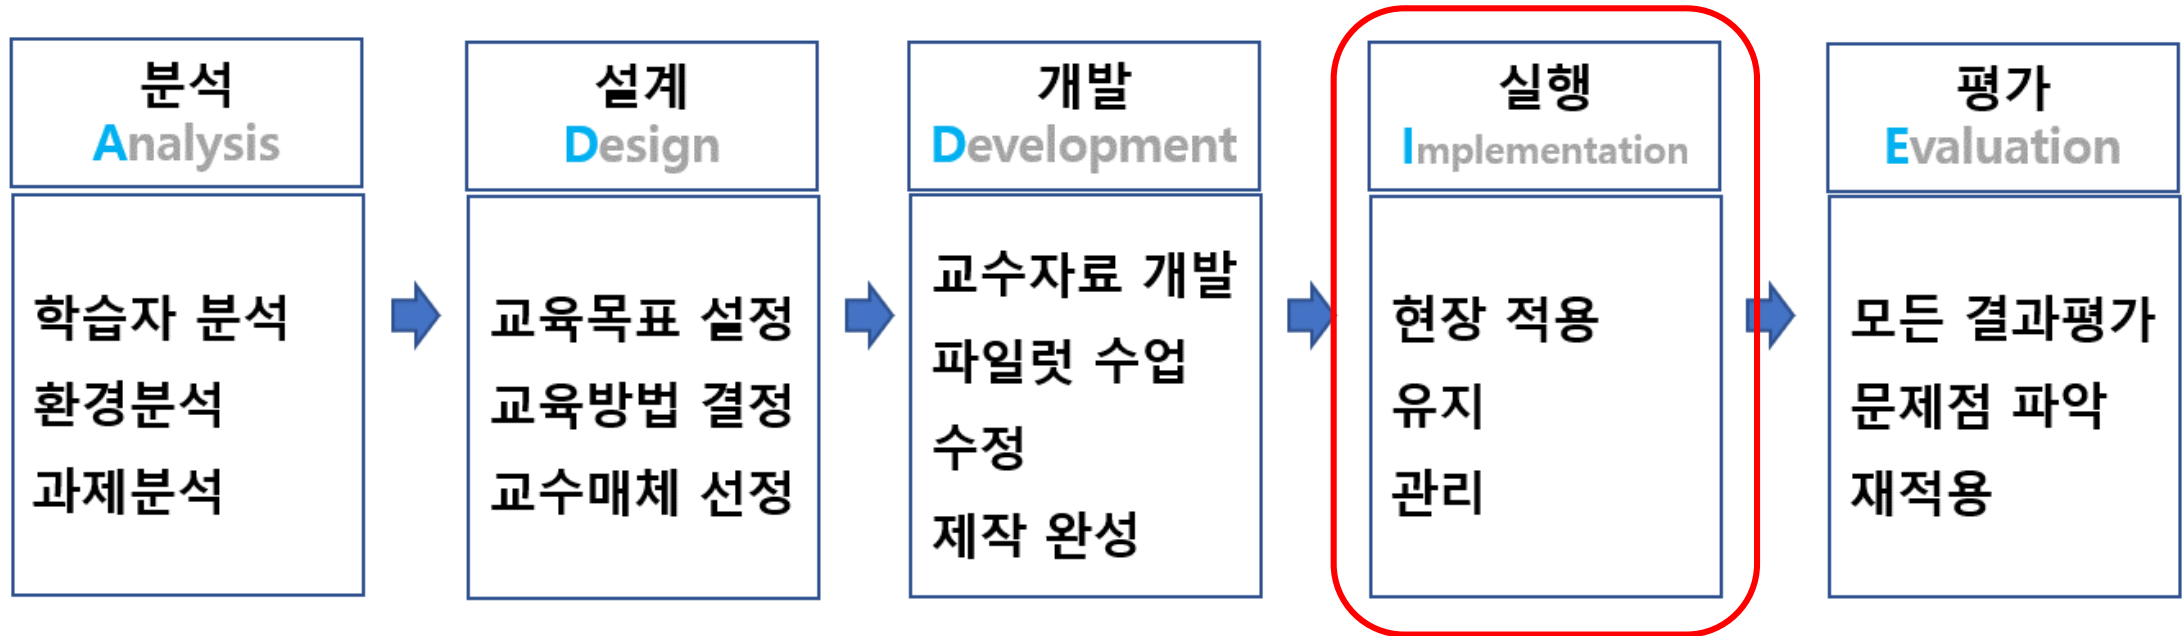 분석
Analysis
학습자 분석
환경분석
과제분석
설계
Design
교육목표 설정
교육방법 결정
교수매체 선정
개발
Development
교수자료 개발
파일럿 수업
수정
제작 완성
실행
Implementation
현장 적용
유지
관리
평가
Evaluation
모든 결과평가
문제점 파악
재적용